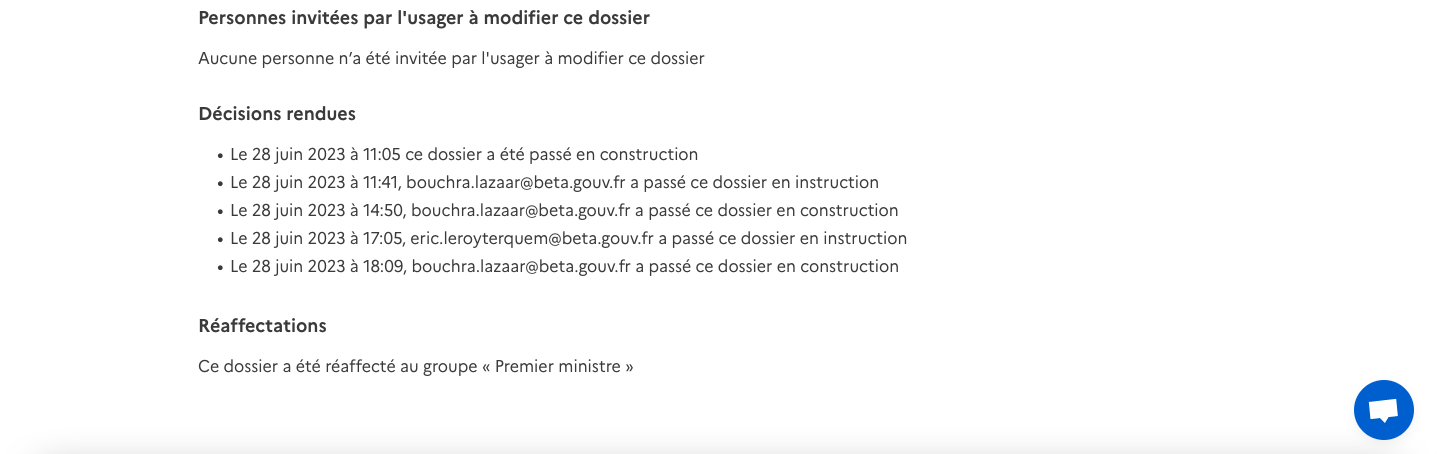 Personnes invitées par l'usager à modifier ce dossier
Aucune personne n’a été invitée par l'usager à modifier ce dossier
Décisions rendues
• Le 28 juin 2023 à 11:05 ce dossier a été passé en construction
• Le 28 juin 2023 à 11:41, bouchra.lazaar@beta.gouv.fr a passé ce dossier en instruction
• Le 28 juin 2023 à 14:50, bouchra.lazaar@beta.gouv.fr a passé ce dossier en construction
• Le 28 juin 2023 à 17:05, eric.leroyterquem@beta.gouv.fr a passé ce dossier en instruction
• Le 28 juin 2023 à 18:09, bouchra.lazaar@beta.gouv.fr a passé ce dossier en construction
Réaffectations
Ce dossier a été réaffecté au groupe « Premier ministre »